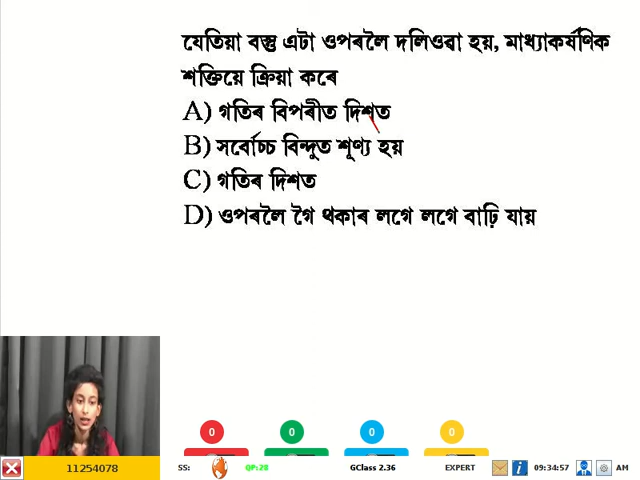 যেতিয়া বস্তু এটা ওপৰলৈ দলিওৱা হয়, মাধ্যাকৰ্ষণিক
শক্তিয়ে ক্ৰিয়া কৰে
A) গতিৰ বিপৰীত দিশত
B) সৰ্বোচ্চ বিন্দুত শূণ্য হয়
C) গতিৰ দিশত
D) ওপৰলৈ গৈ থকাৰ লগে লগে বাঢ়ি যায়
0 0 0 0
11254078 SS: QP:28 GClass 2.36 EXPERT 09:34:57 AM